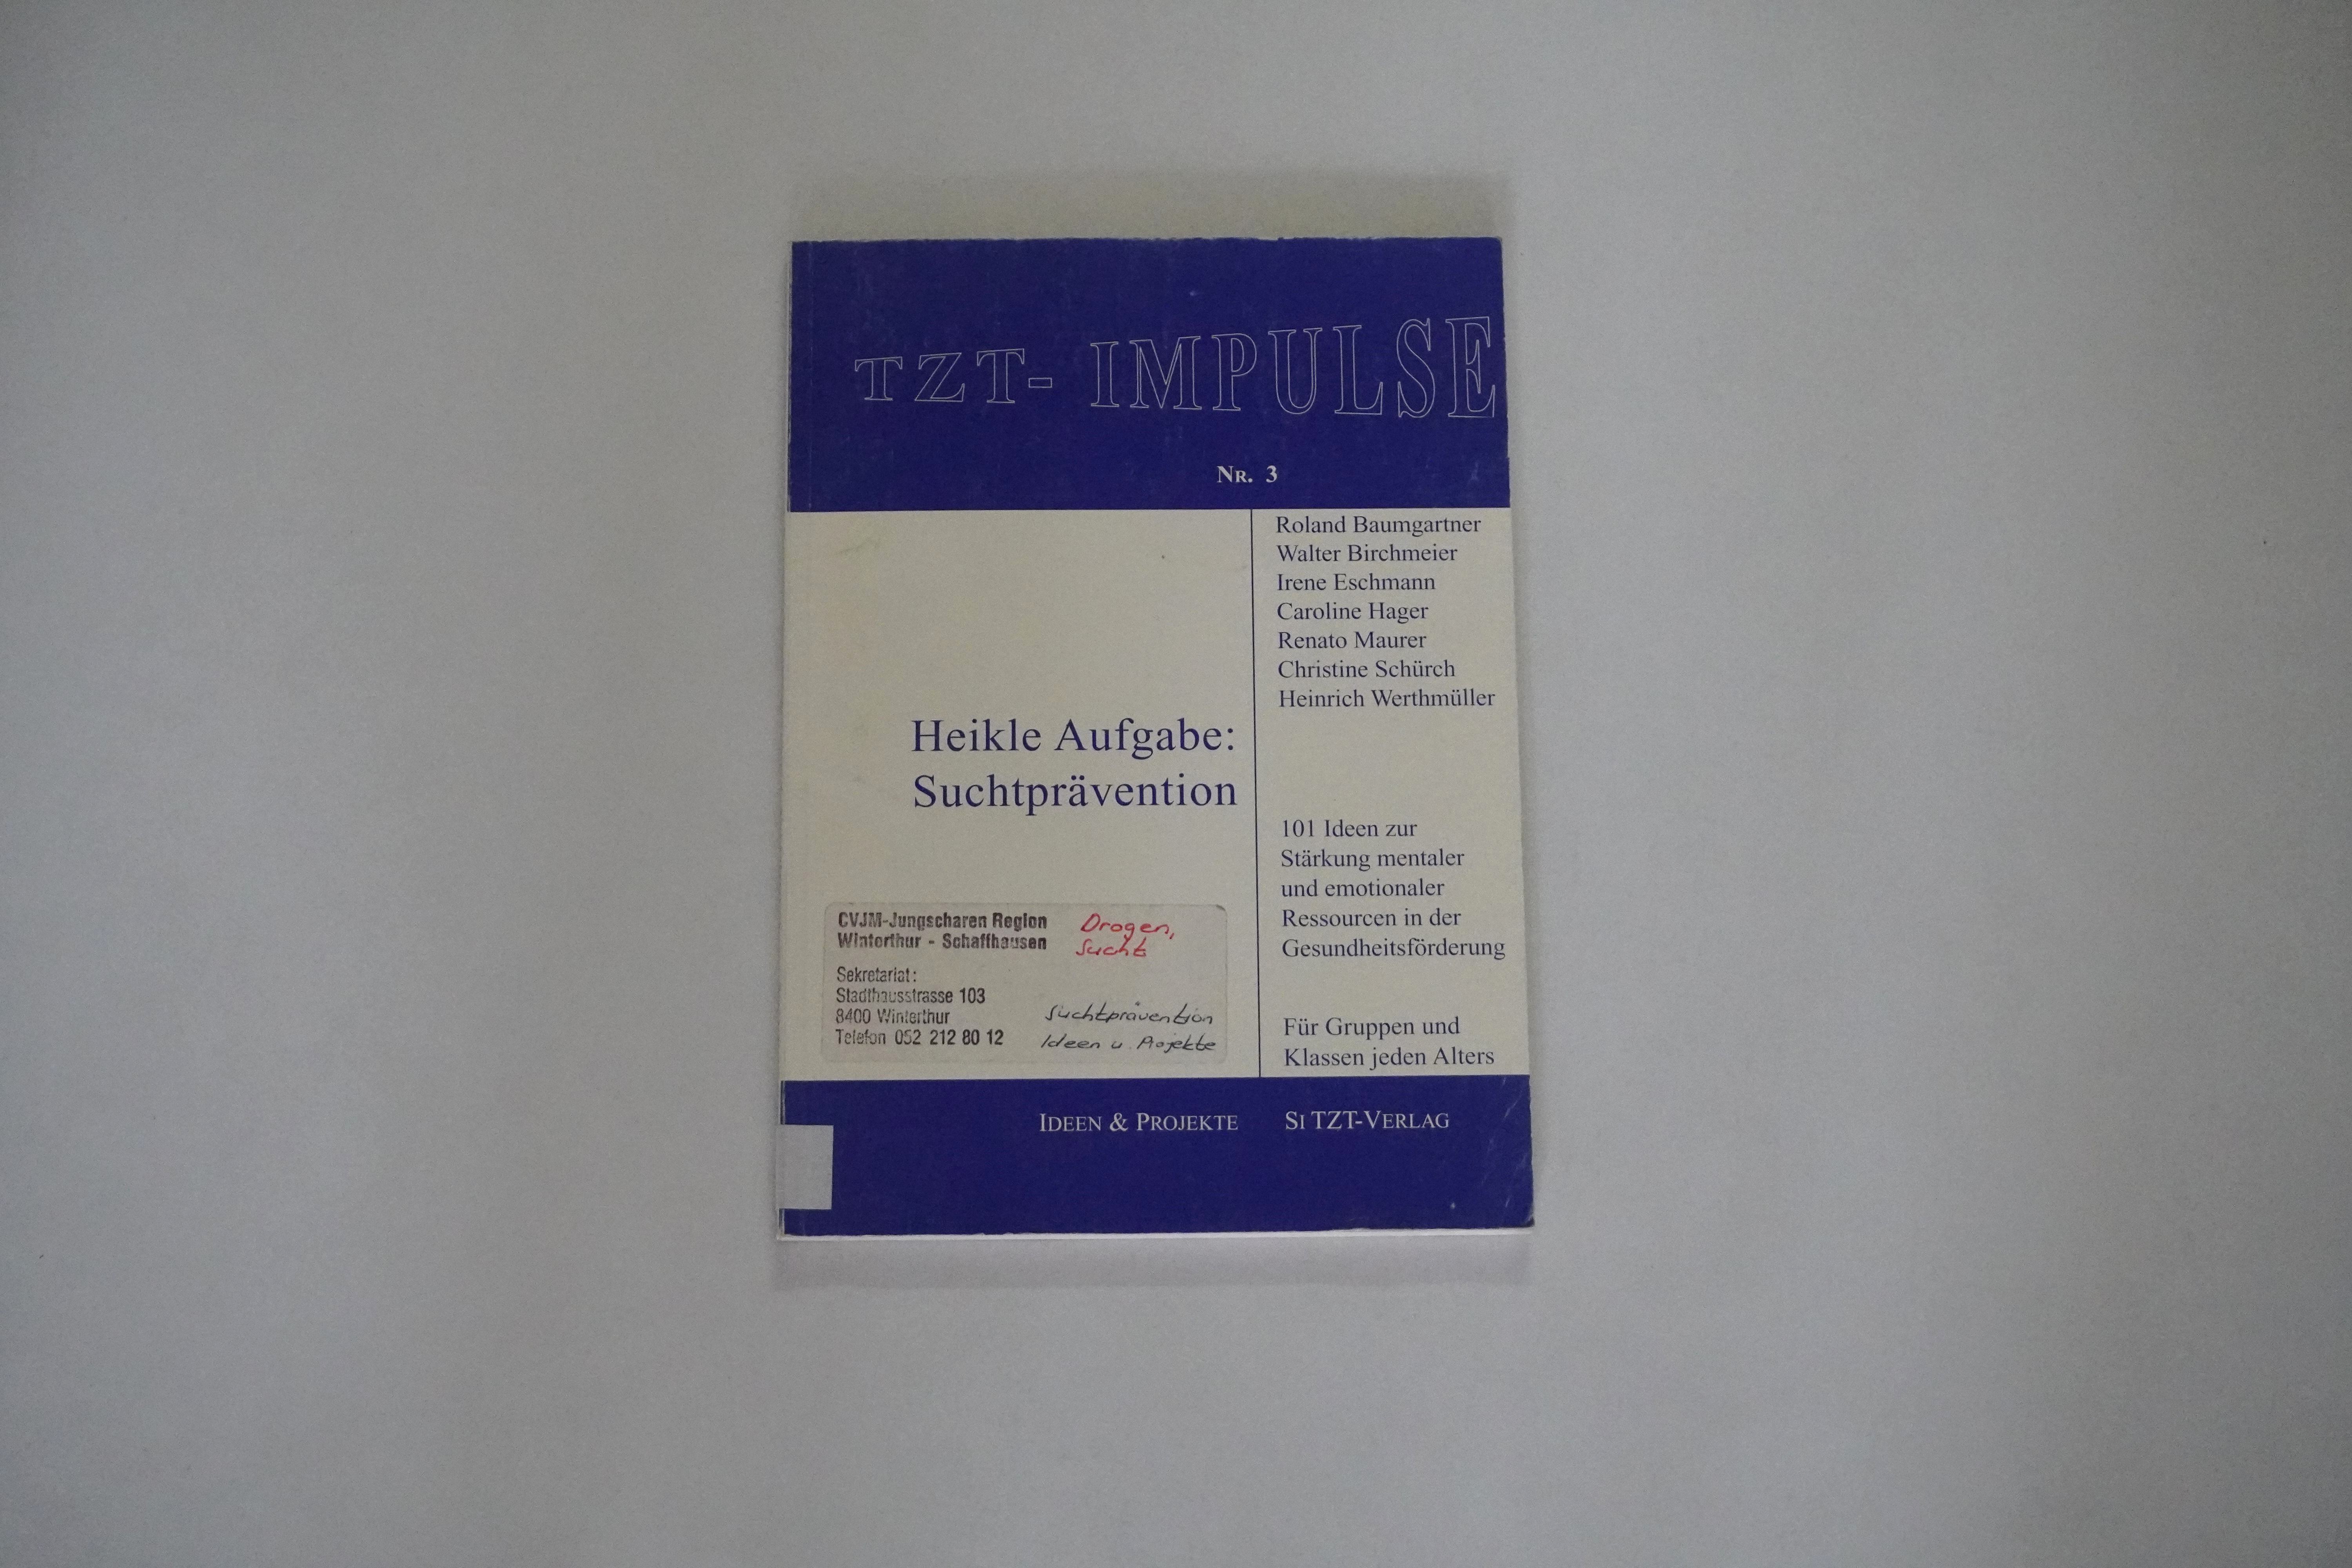 TZT- IMPULSE
NR. 3
Roland Baumgartner
Walter Birchmeier
Irene Eschmann
Caroline Hager
Renato Maurer
Christine Schürch
Heinrich Werthmüller
Heikle Aufgabe:
Suchtprävention
101 Ideen zur
Stärkung mentaler
und emotionaler
Ressourcen in der
Gesundheitsförderung
Für Gruppen und
Klassen jeden Alters
CVJM-Jungscharen Region
Winterthur - Schaffhausen
Sekretariat:
Stadthausstrasse 103
8400 Winterthur
Telefon 052 212 80 12
Drogen,
Sucht
Suchtprävention
Ideen u. Projekte
IDEEN & PROJEKTE
SI TZT-VERLAG